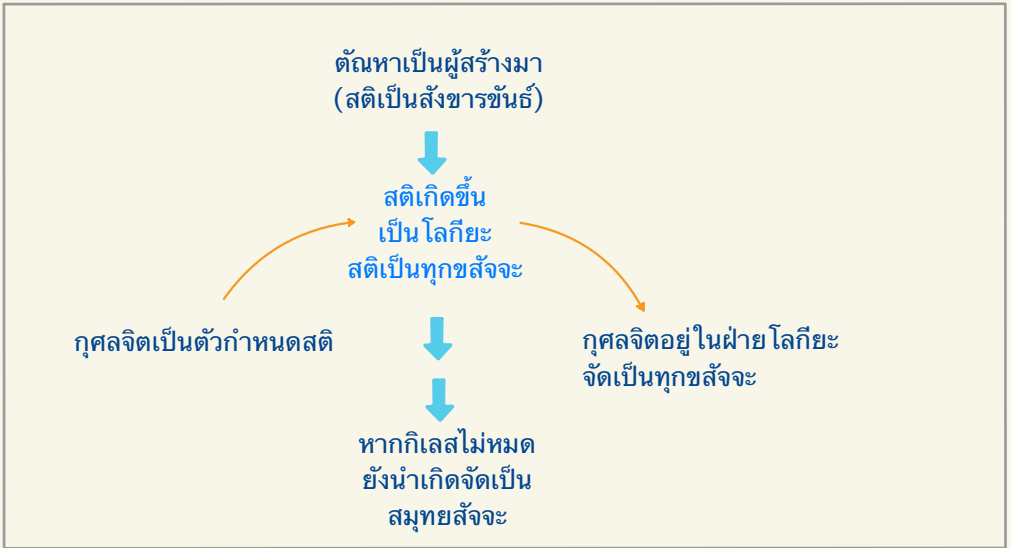 ตัณหาเป็นผู้สร้างมา
(สติเป็นสังขารขันธ์)
สติเกิดขึ้น
เป็นโลกียะ
สติเป็นทุกขสัจจะ
กุศลจิตเป็นตัวกำหนดสติ
กุศลจิตอยู่ในฝ่ายโลกียะ
จัดเป็นทุกขสัจจะ
หากกิเลสไม่หมด
ยังนำเกิดจัดเป็น
สมุทยสัจจะ